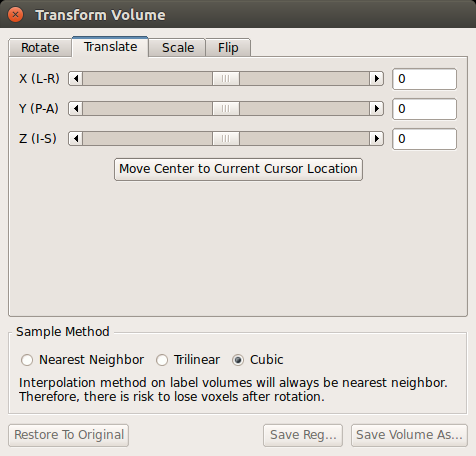 Transform Volume
Rotate Translate Scale Flip
X (L-R) 0
Y (P-A) 0
Z (I-S) 0
Move Center to Current Cursor Location
Sample Method
Nearest Neighbor Trilinear Cubic
Interpolation method on label volumes will always be nearest neighbor.
Therefore, there is risk to lose voxels after rotation.
Restore To Original Save Reg... Save Volume As...